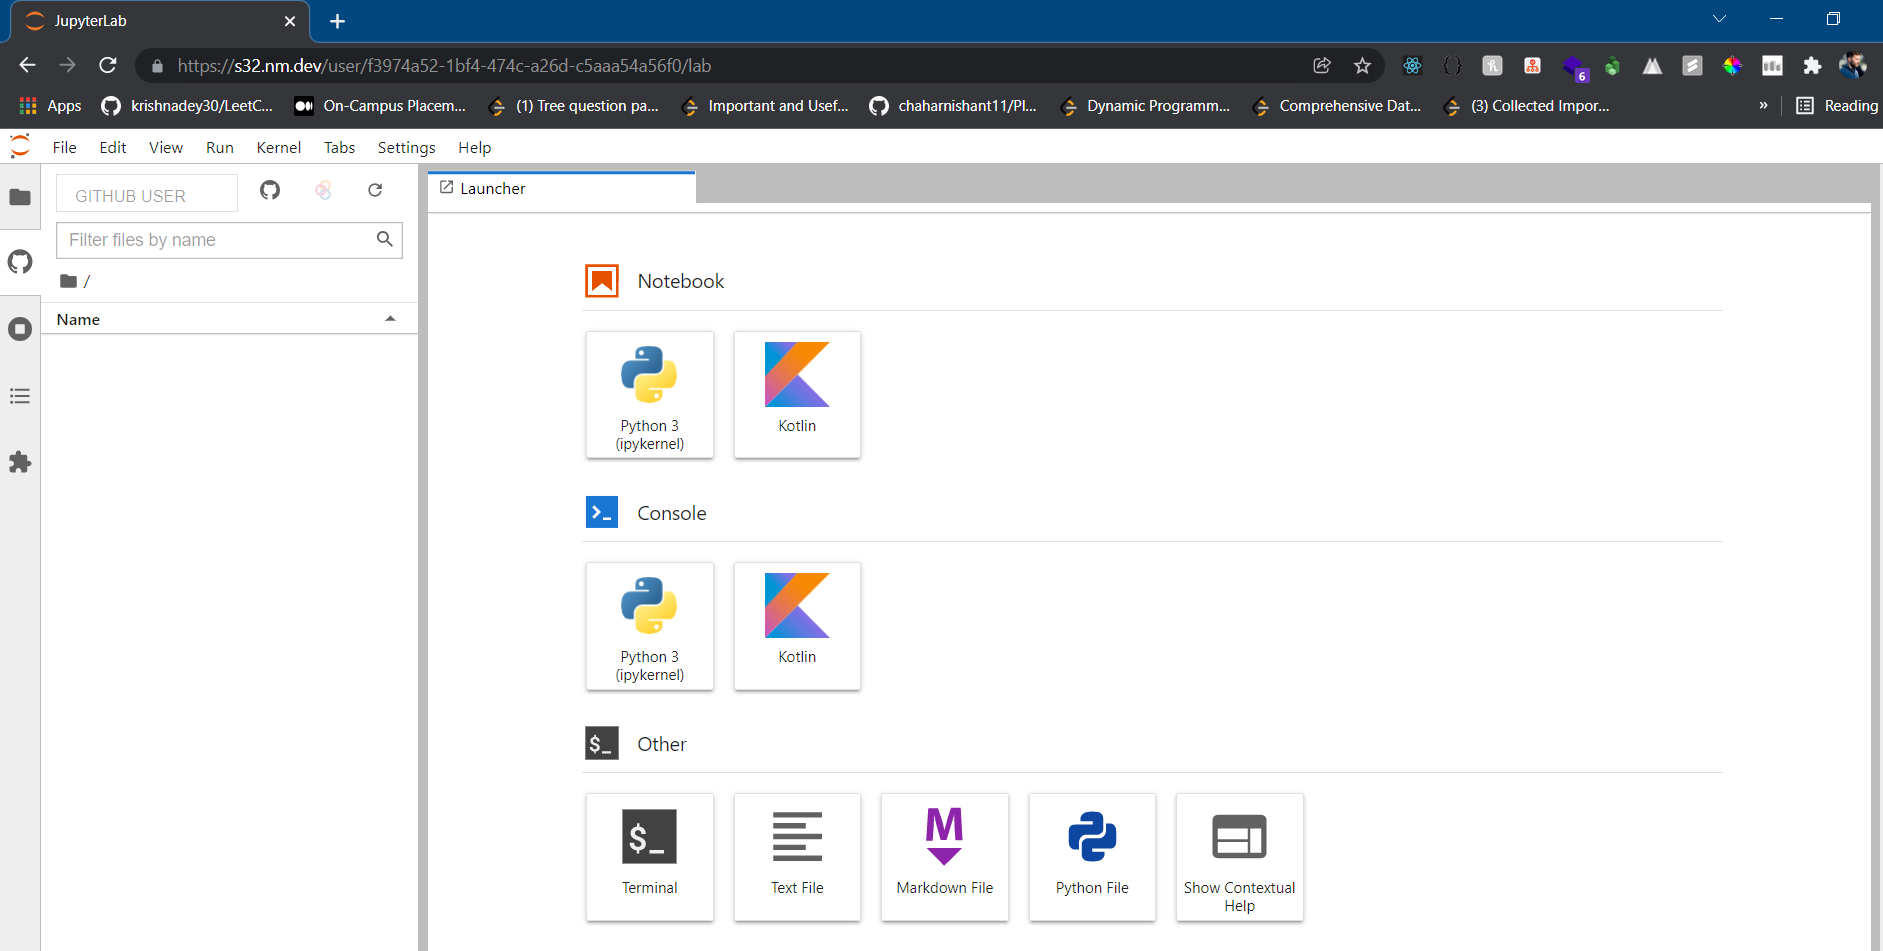 JupyterLab
https://s32.nm.dev/user/f3974a52-1bf4-474c-a26d-c5aaa54a56f0/lab
6
Apps krishnadey30/LeetC... On-Campus Placem... (1) Tree question pa... Important and Usef... chaharnishant11/Pl... Dynamic Programm... Comprehensive Dat... (3) Collected Impor... » Reading
File Edit View Run Kernel Tabs Settings Help
GITHUB USER
Filter files by name
/
Name
Launcher
Notebook
Python 3
(ipykernel)
Kotlin
Console
Python 3
(ipykernel)
Kotlin
$_ Other
$_
Terminal
Text File
M
Markdown File
Python File
Show Contextual
Help